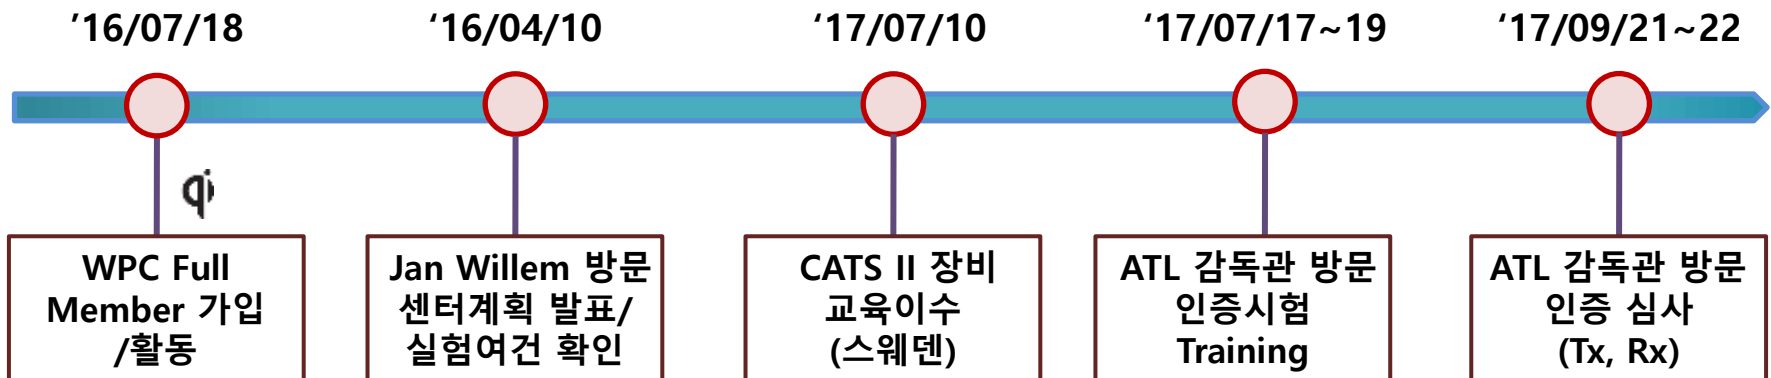 ’16/07/18
‘16/04/10
‘17/07/10
‘17/07/17~19
‘17/09/21~22
qi
WPC Full
Member 가입
/활동
Jan Willem 방문
센터계획 발표/
실험여건 확인
CATS II 장비
교육이수
(스웨덴)
ATL 감독관 방문
인증시험
Training
ATL 감독관 방문
인증 심사
(Tx, Rx)